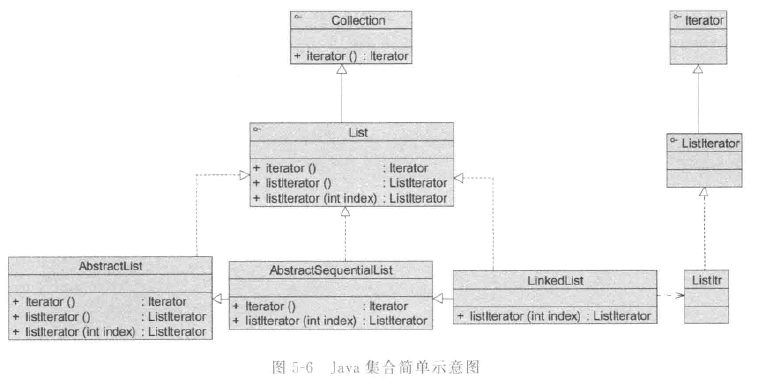 Collection
+ iterator () : Iterator
Iterator
List
+ iterator () : Iterator
+ listIterator () : ListIterator
+ listIterator (int index) : ListIterator
ListIterator
AbstractList
+ Iterator () : Iterator
+ listIterator () : ListIterator
+ listIterator (int index) : ListIterator
AbstractSequentialList
+ Iterator () : Iterator
+ listIterator (int index) : ListIterator
LinkedList
+ listIterator (int index) : ListIterator
ListItr
图 5-6 Java 集合简单示意图